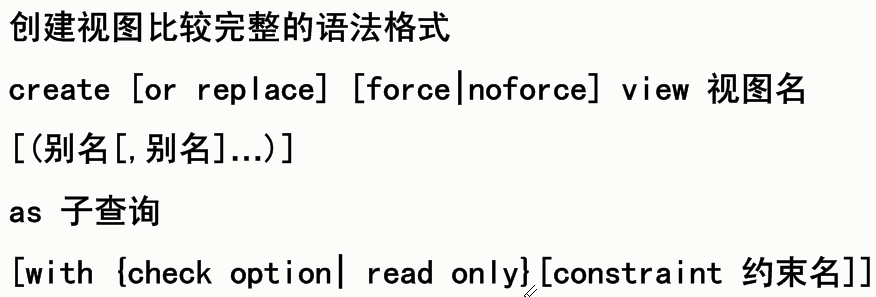 创建视图比较完整的语法格式
create [or replace] [force|noforce] view 视图名
[(别名[,别名]...)]
as 子查询
[with {check option| read only}[constraint 约束名]]